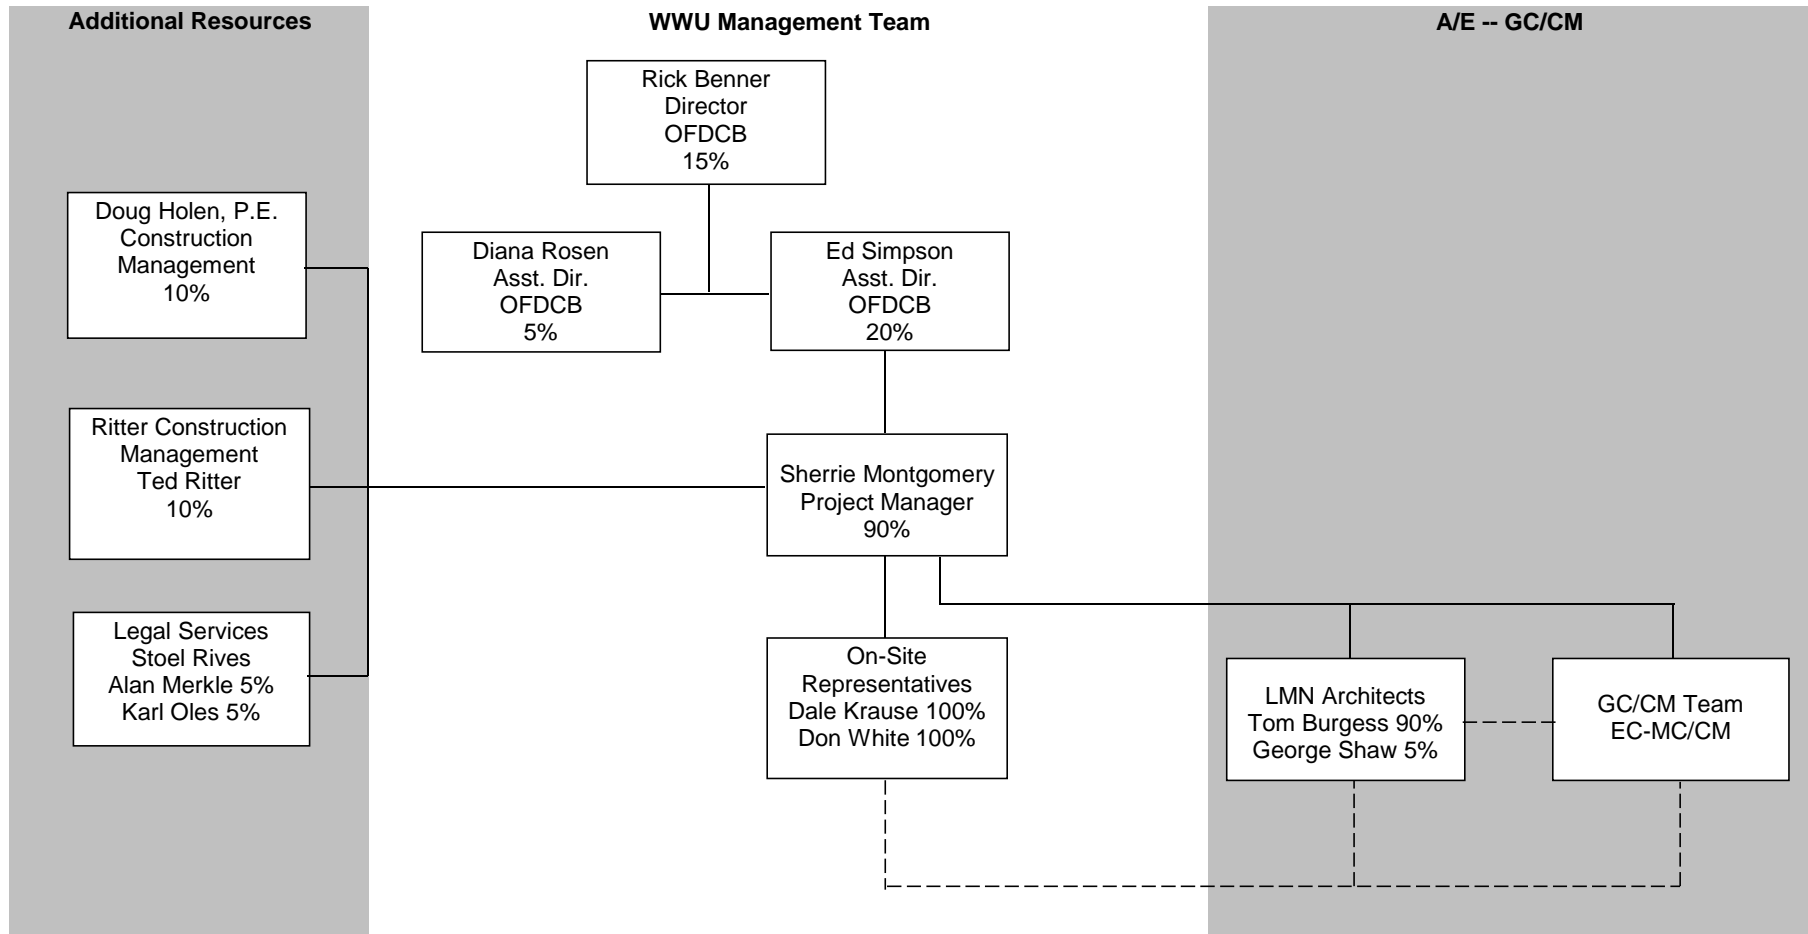 Additional Resources
WWU Management Team
A/E -- GC/CM
Rick Benner
Director
OFDCB
15%
Doug Holen, P.E.
Construction
Management
10%
Diana Rosen
Asst. Dir.
OFDCB
5%
Ed Simpson
Asst. Dir.
OFDCB
20%
Ritter Construction
Management
Ted Ritter
10%
Sherrie Montgomery
Project Manager
90%
Legal Services
Stoel Rives
Alan Merkle 5%
Karl Oles 5%
On-Site
Representatives
Dale Krause 100%
Don White 100%
LMN Architects
Tom Burgess 90%
George Shaw 5%
GC/CM Team
EC-MC/CM